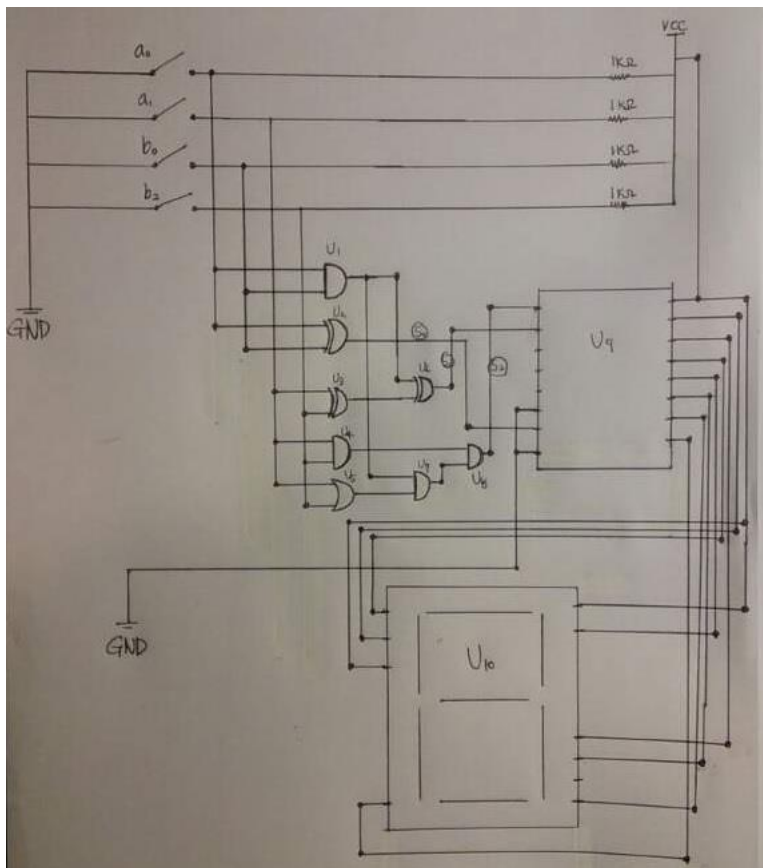 VCC
a₀
1KΩ
a₁
1KΩ
b₀
1KΩ
b₂
1KΩ
GND
U₁
U₂
S₀
S₁
S₂
U₉
U₃
U₆
U₄
U₇
U₈
U₅
GND
U₁₀